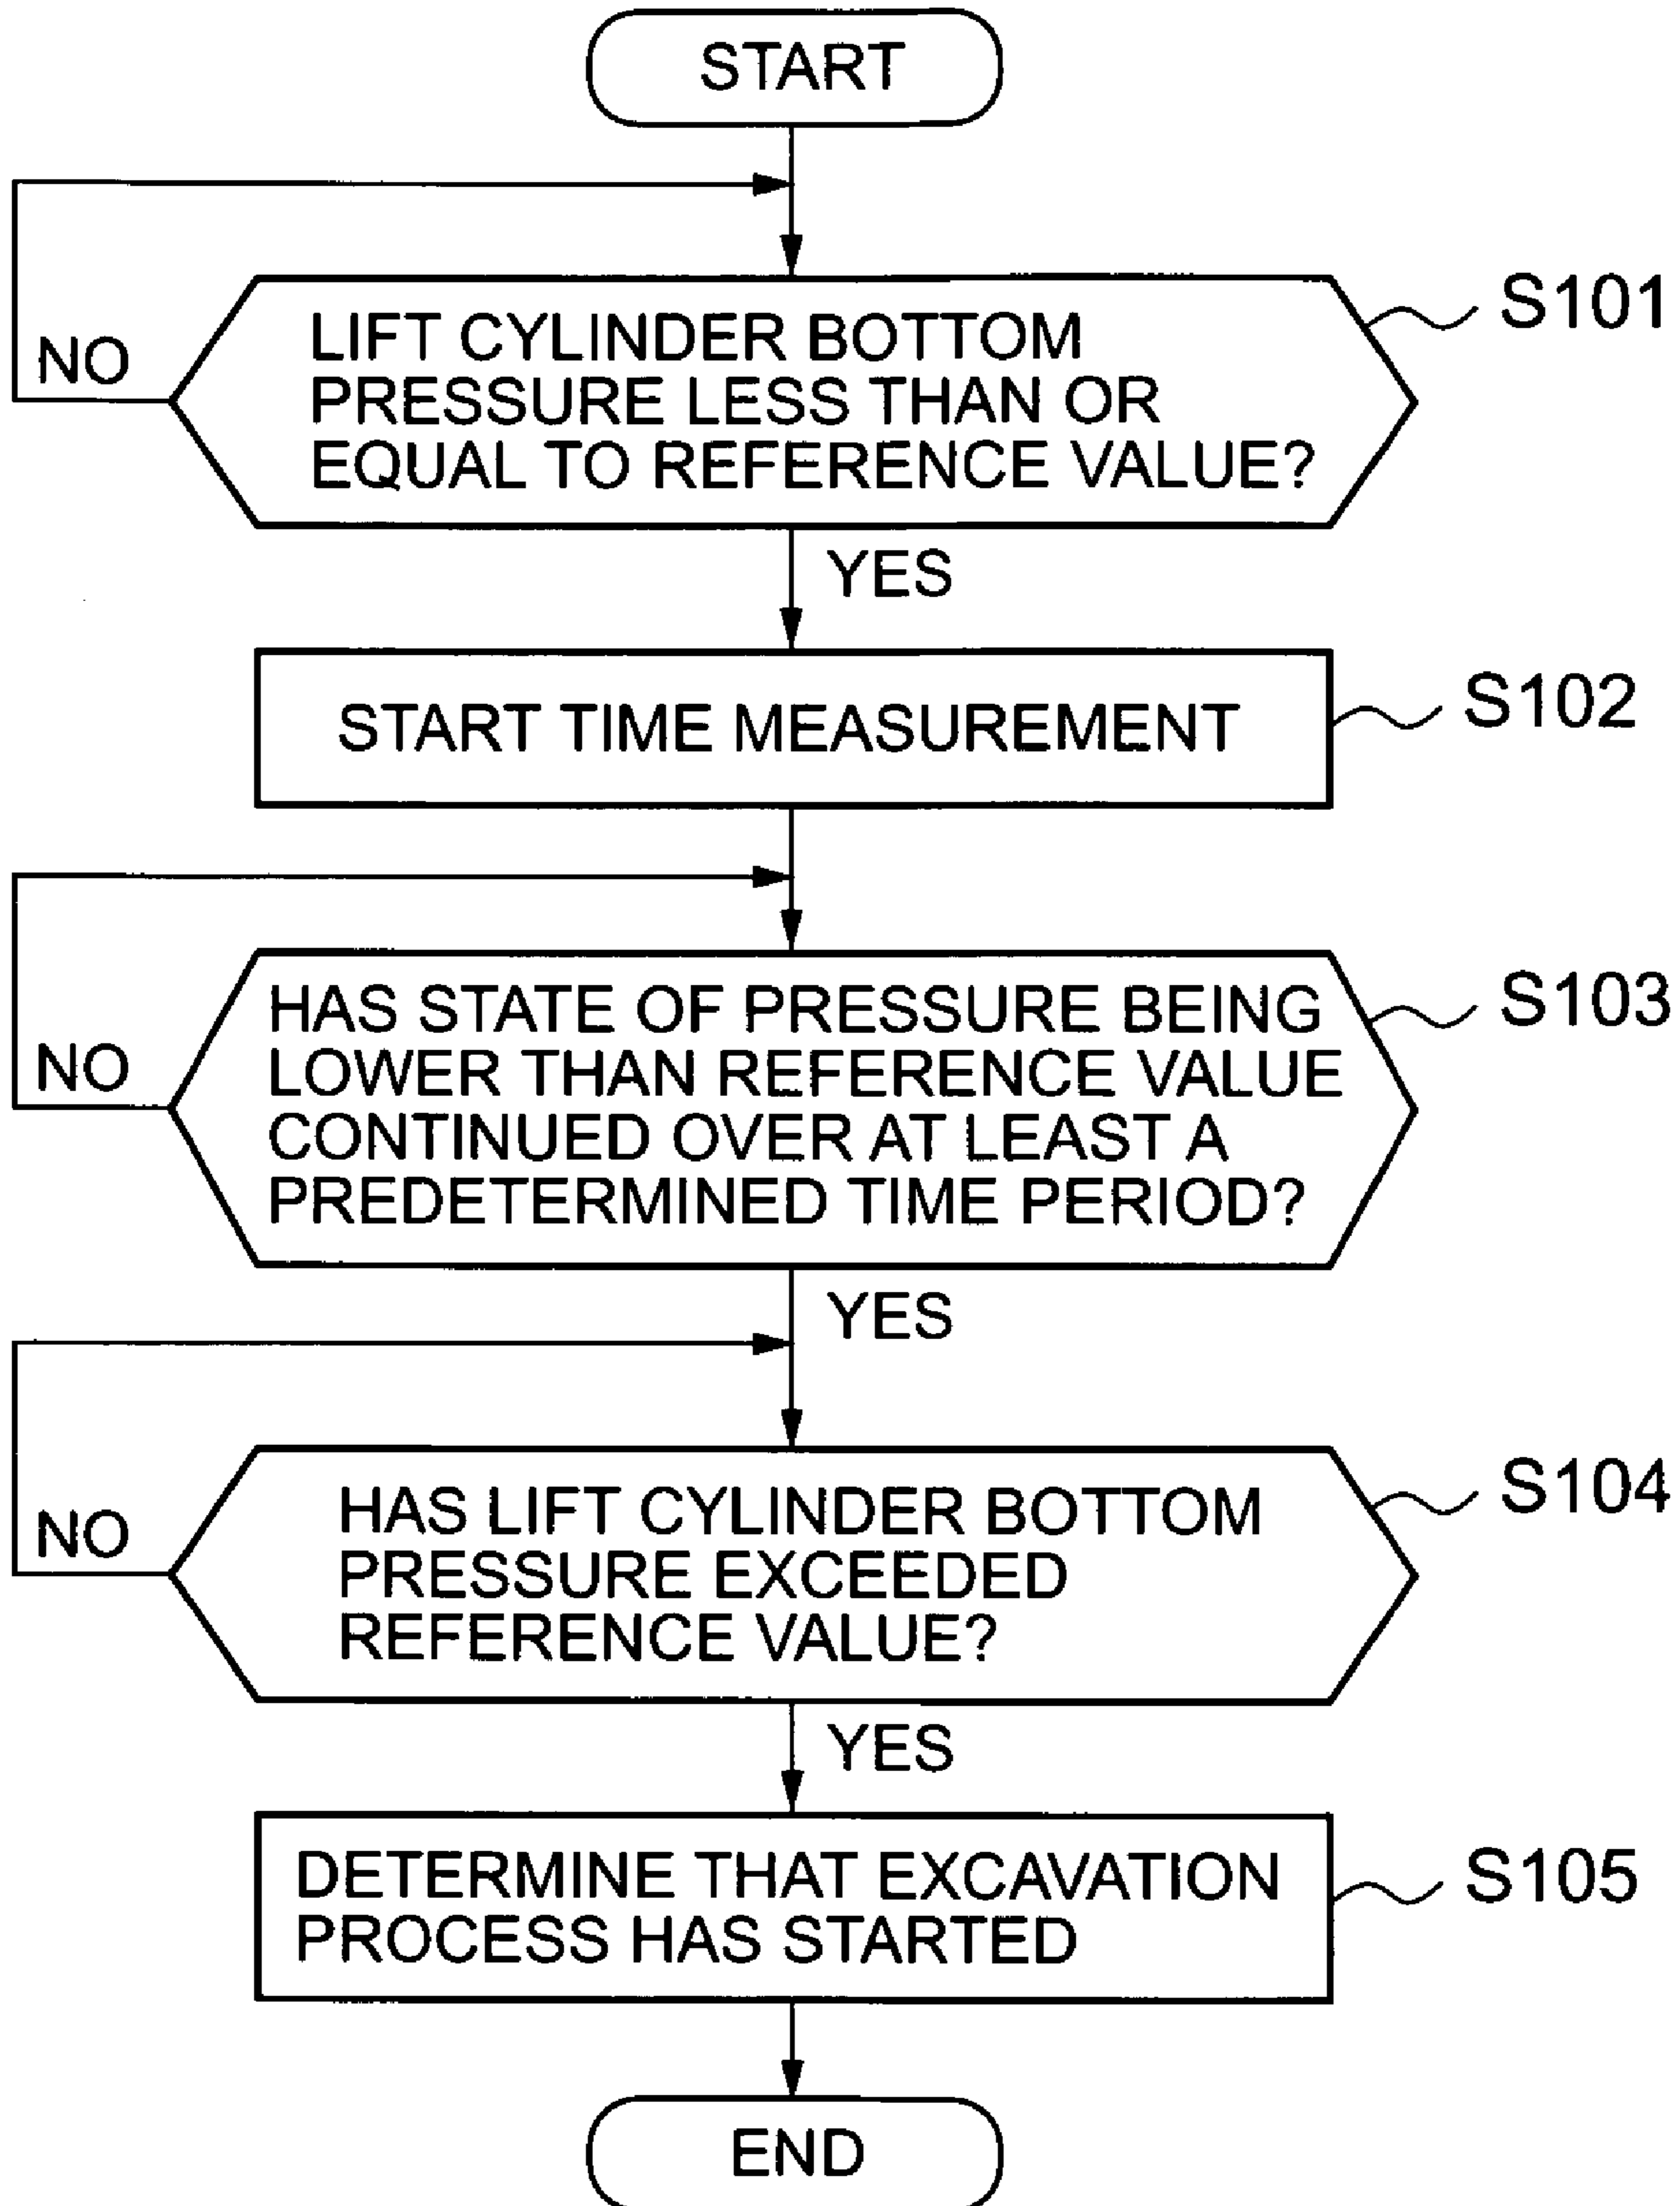 START
LIFT CYLINDER BOTTOM
PRESSURE LESS THAN OR
EQUAL TO REFERENCE VALUE?
S101
NO
YES
START TIME MEASUREMENT
S102
HAS STATE OF PRESSURE BEING
LOWER THAN REFERENCE VALUE
CONTINUED OVER AT LEAST A
PREDETERMINED TIME PERIOD?
S103
NO
YES
HAS LIFT CYLINDER BOTTOM
PRESSURE EXCEEDED
REFERENCE VALUE?
S104
NO
YES
DETERMINE THAT EXCAVATION
PROCESS HAS STARTED
S105
END